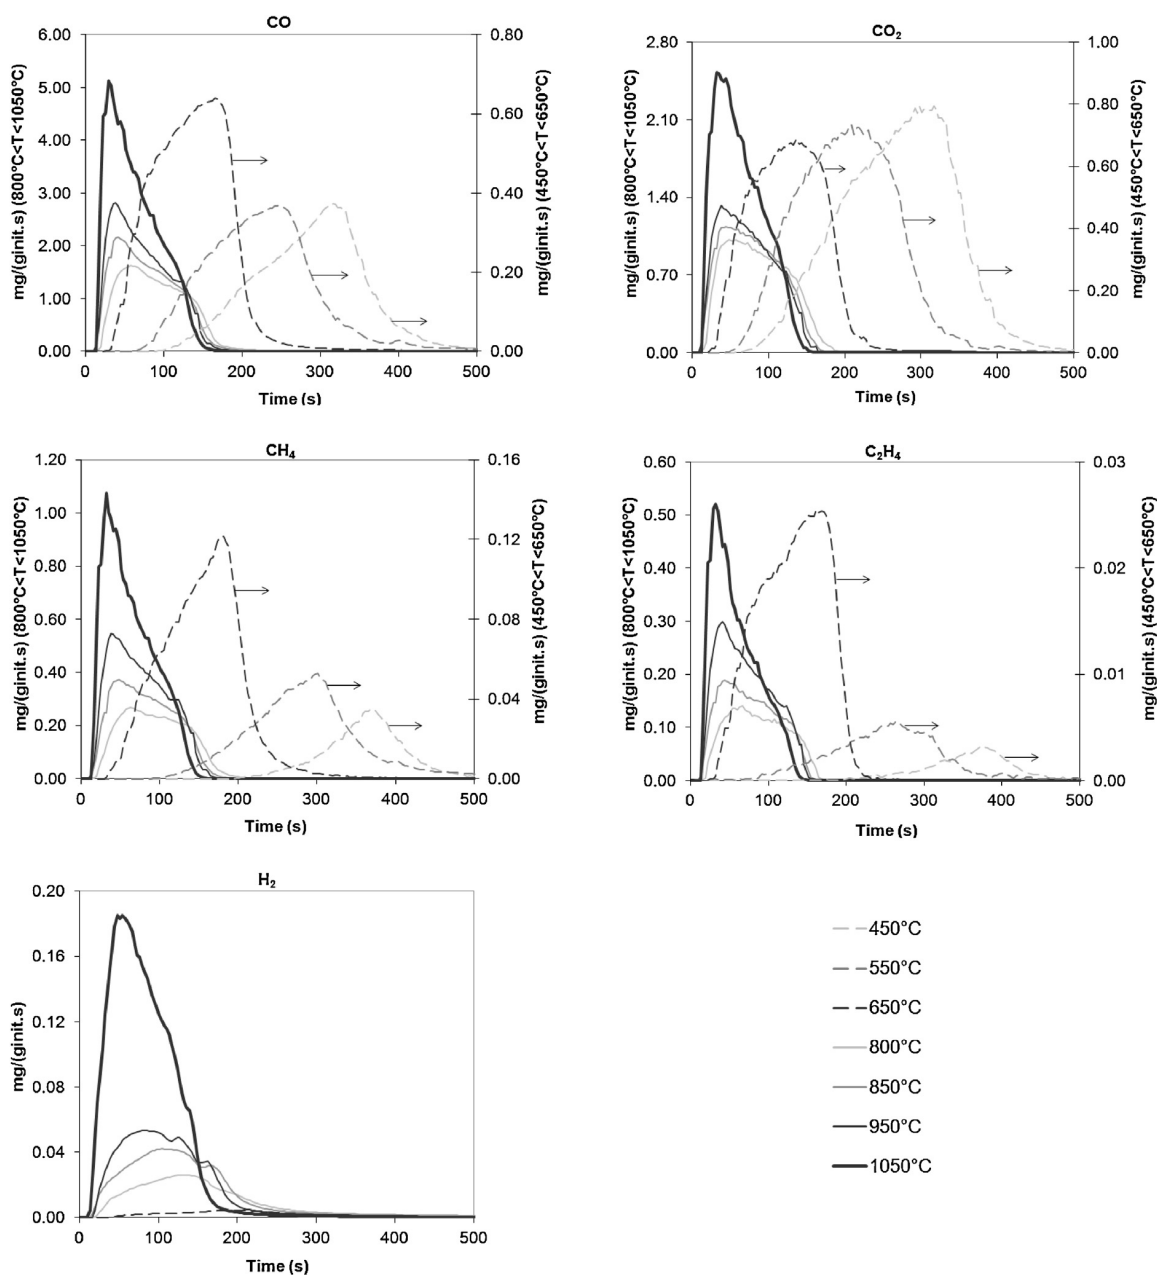 CO
6.00
5.00
4.00
3.00
2.00
1.00
0.00
mg/(ginit.s) (800°C<T<1050°C)
0.80
0.60
0.40
0.20
0.00
mg/(ginit.s) (450°C<T<650°C)
0 100 200 300 400 500
Time (s)
CO₂
2.80
2.10
1.40
0.70
0.00
mg/(ginit.s) (800°C<T<1050°C)
1.00
0.80
0.60
0.40
0.20
0.00
mg/(ginit.s) (450°C<T<650°C)
0 100 200 300 400 500
Time (s)
CH₄
1.20
1.00
0.80
0.60
0.40
0.20
0.00
mg/(ginit.s) (800°C<T<1050°C)
0.16
0.12
0.08
0.04
0.00
mg/(ginit.s) (450°C<T<650°C)
0 100 200 300 400 500
Time (s)
C₂H₄
0.60
0.50
0.40
0.30
0.20
0.10
0.00
mg/(ginit.s) (800°C<T<1050°C)
0.03
0.02
0.01
0.00
mg/(ginit.s) (450°C<T<650°C)
0 100 200 300 400 500
Time (s)
H₂
0.20
0.16
0.12
0.08
0.04
0.00
mg/(ginit.s)
0 100 200 300 400 500
Time (s)
450°C
550°C
650°C
800°C
850°C
950°C
1050°C